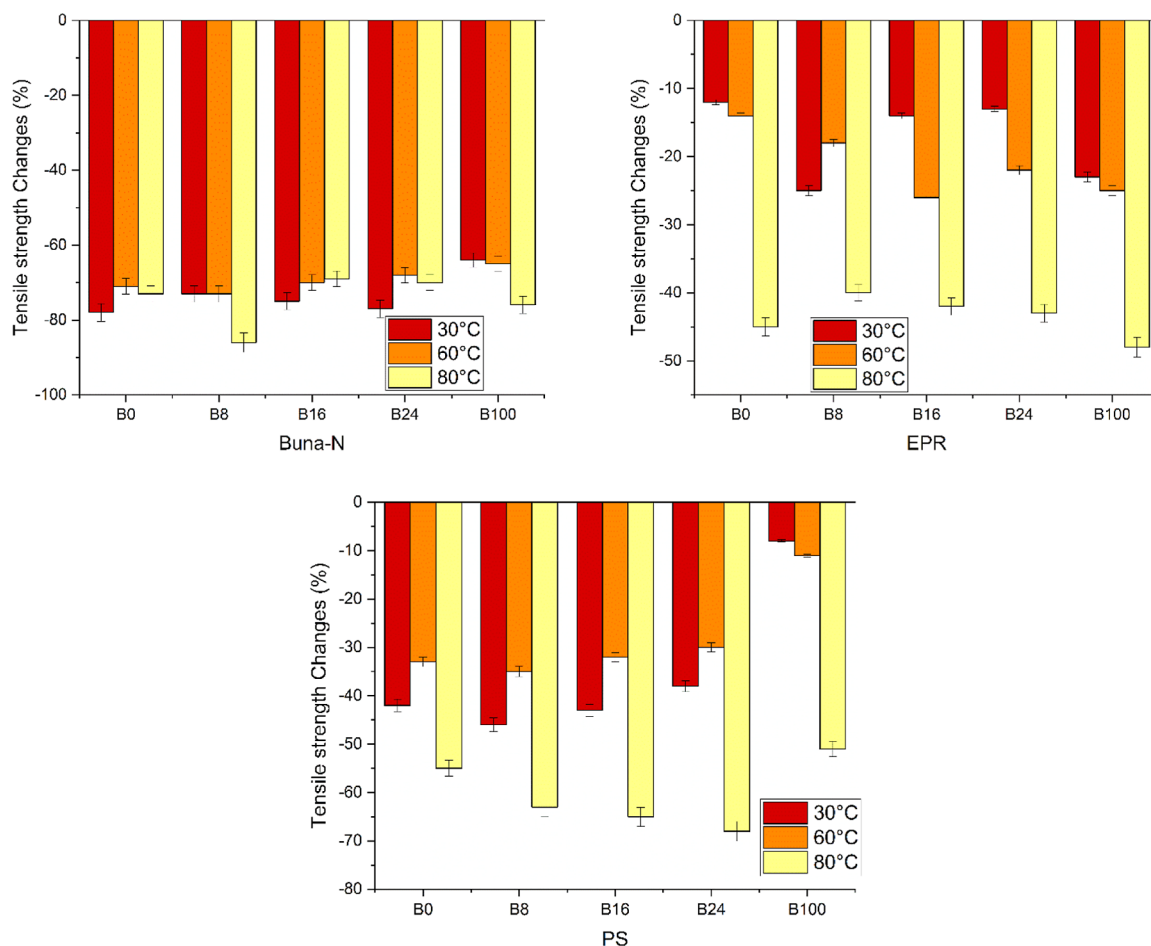 0
-20
-40
-60
-80
-100
Tensile strength Changes (%)
30°C
60°C
80°C
B0 B8 B16 B24 B100
Buna-N
0
-10
-20
-30
-40
-50
Tensile strength Changes (%)
30°C
60°C
80°C
B0 B8 B16 B24 B100
EPR
0
-10
-20
-30
-40
-50
-60
-70
-80
Tensile strength Changes (%)
30°C
60°C
80°C
B0 B8 B16 B24 B100
PS